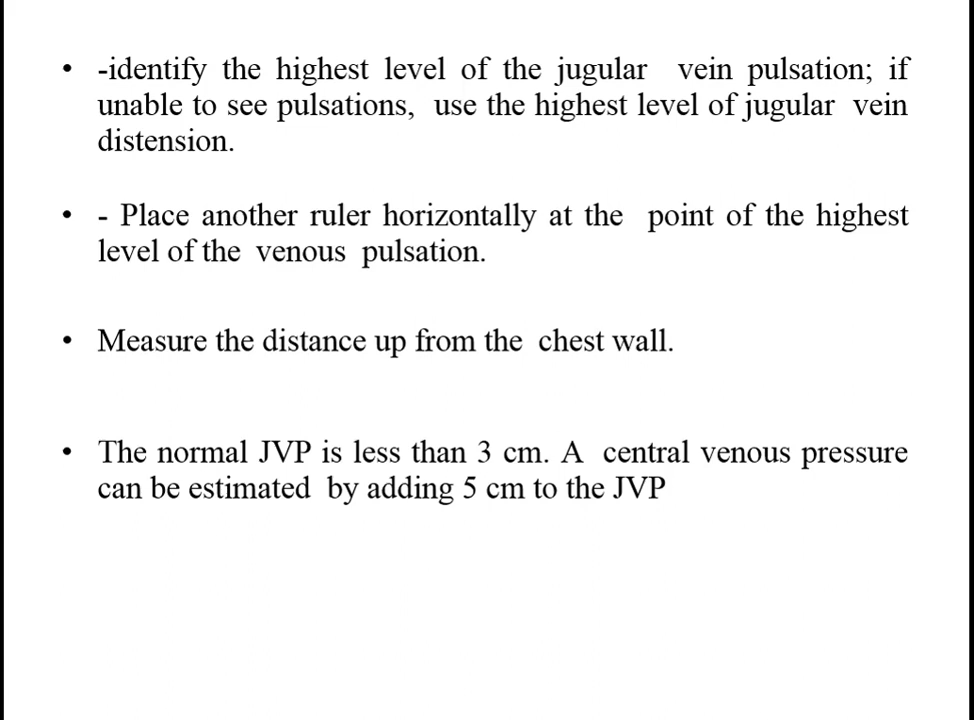 • -identify the highest level of the jugular vein pulsation; if
unable to see pulsations, use the highest level of jugular vein
distension.
• - Place another ruler horizontally at the point of the highest
level of the venous pulsation.
• Measure the distance up from the chest wall.
• The normal JVP is less than 3 cm. A central venous pressure
can be estimated by adding 5 cm to the JVP